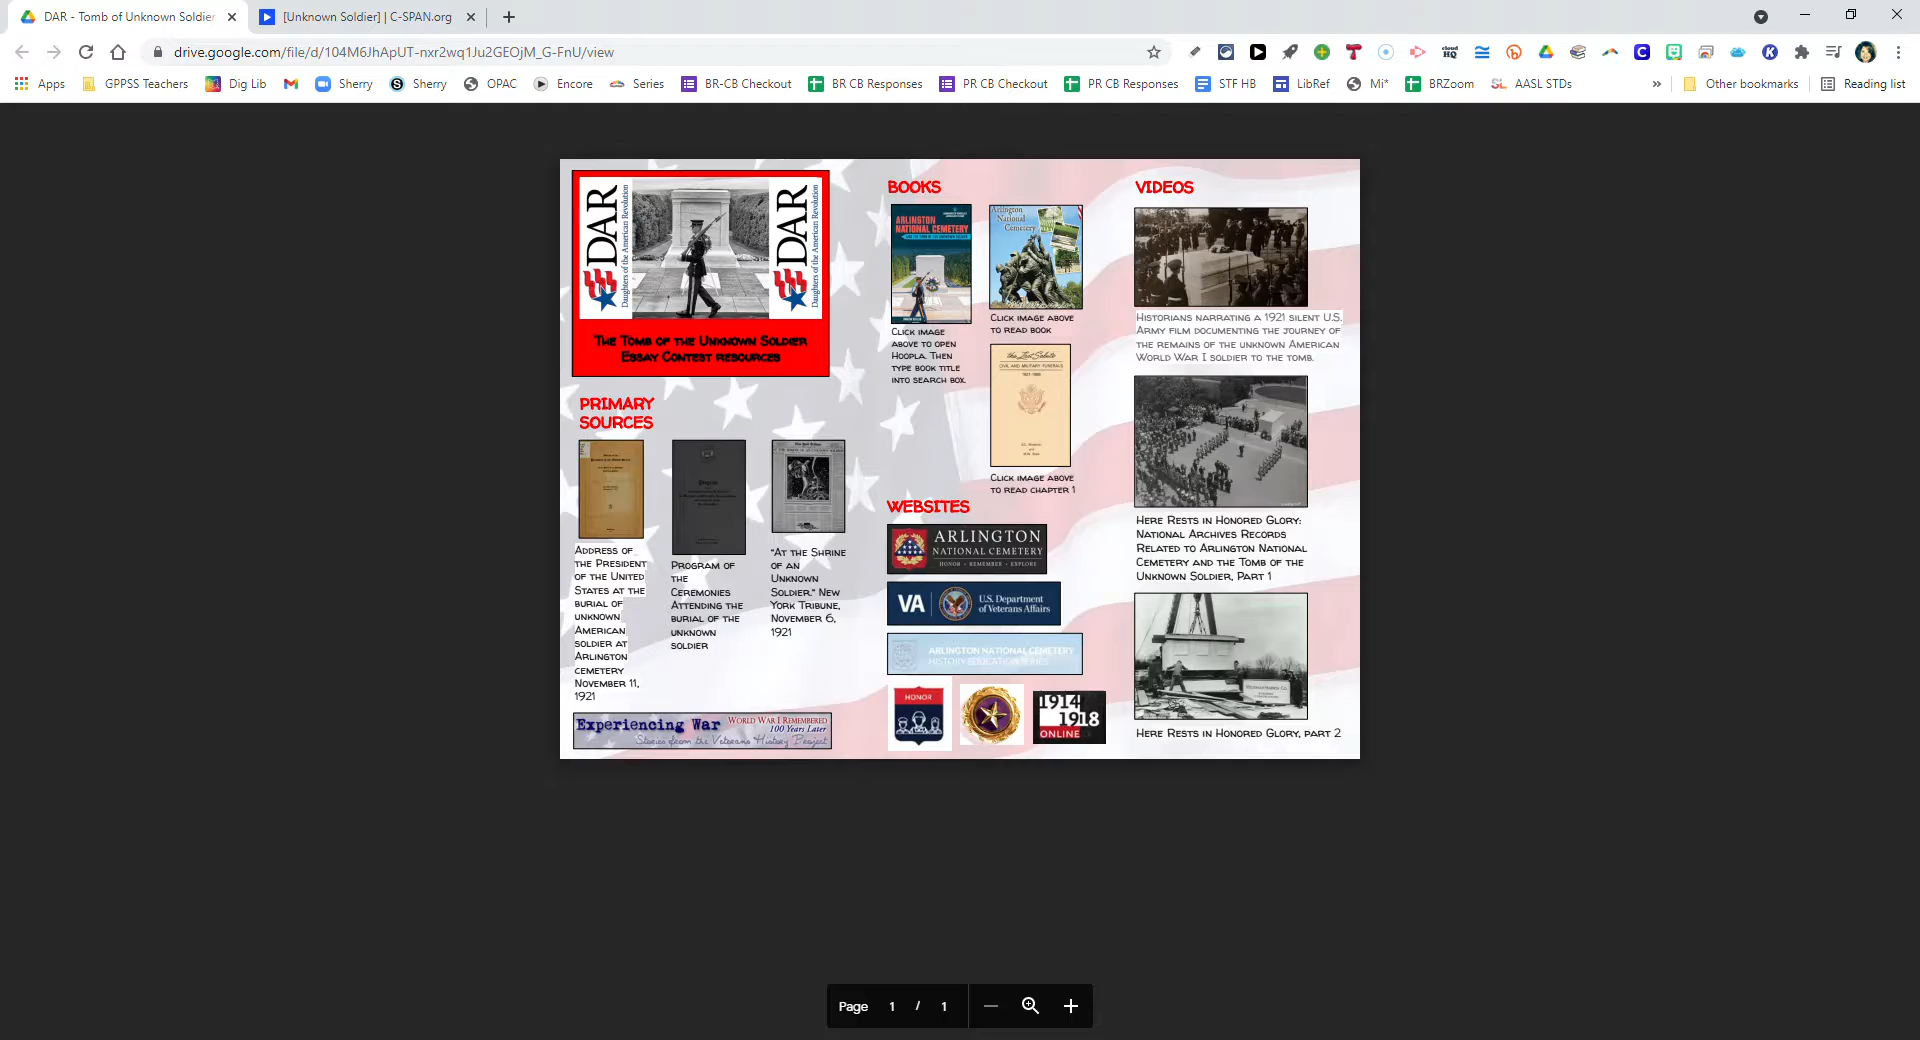 DAR - Tomb of Unknown Soldier
[Unknown Soldier] | C-SPAN.org
drive.google.com/file/d/104M6JhApUT-nxr2wq1Ju2GEOjM_G-FnU/view
Apps
GPPSS Teachers
Dig Lib
Sherry
Sherry
OPAC
Encore
Series
BR-CB Checkout
BR CB Responses
PR CB Checkout
PR CB Responses
STF HB
LibRef
Mi*
BRZoom
AASL STDs
Other bookmarks
Reading list
DAR
Daughters of the American Revolution
DAR
Daughters of the American Revolution
The Tomb of the Unknown Soldier
Essay Contest resources
PRIMARY
SOURCES
Address of
the President
of the United
States at the
burial of
unknown
American
soldier at
Arlington
cemetery
November 11,
1921
Program of
the
Ceremonies
Attending the
burial of the
unknown
soldier
"At the Shrine
of an
Unknown
Soldier." New
York Tribune,
November 6,
1921
Experiencing War
World War I Remembered
100 Years Later
Stories from the Veterans History Project
BOOKS
ARLINGTON
NATIONAL CEMETERY
Arlington
National
Cemetery
Click image
above to open
Hoopla. Then
type book title
into search box.
Click image above
to read book
The Last Salute
CIVIL AND MILITARY FUNERALS
Click image above
to read chapter 1
WEBSITES
ARLINGTON
NATIONAL CEMETERY
HONOR • REMEMBER • EXPLORE
VA
U.S. Department
of Veterans Affairs
ARLINGTON NATIONAL CEMETERY
HISTORY EDUCATION SERIES
HONOR
1914
1918
ONLINE
VIDEOS
Historians narrating a 1921 silent U.S.
Army film documenting the journey of
the remains of the unknown American
World War I soldier to the tomb.
Here Rests in Honored Glory:
National Archives Records
Related to Arlington National
Cemetery and the Tomb of the
Unknown Soldier, Part 1
Here Rests in Honored Glory, part 2
Page 1 / 1